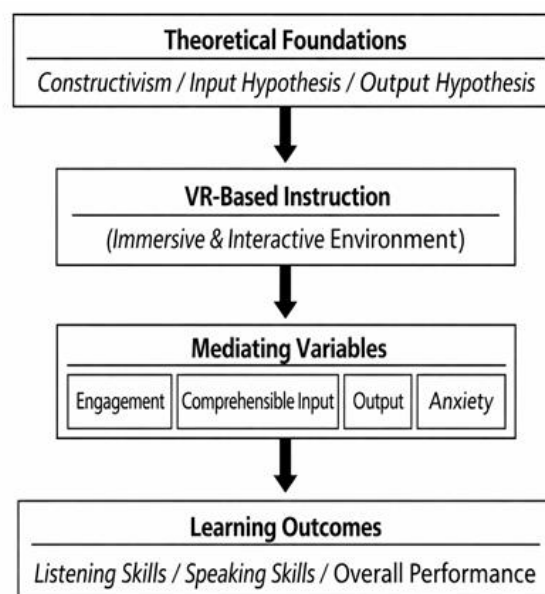 Theoretical Foundations
Constructivism / Input Hypothesis / Output Hypothesis
VR-Based Instruction
(Immersive & Interactive Environment)
Mediating Variables
Engagement
Comprehensible Input
Output
Anxiety
Learning Outcomes
Listening Skills / Speaking Skills / Overall Performance